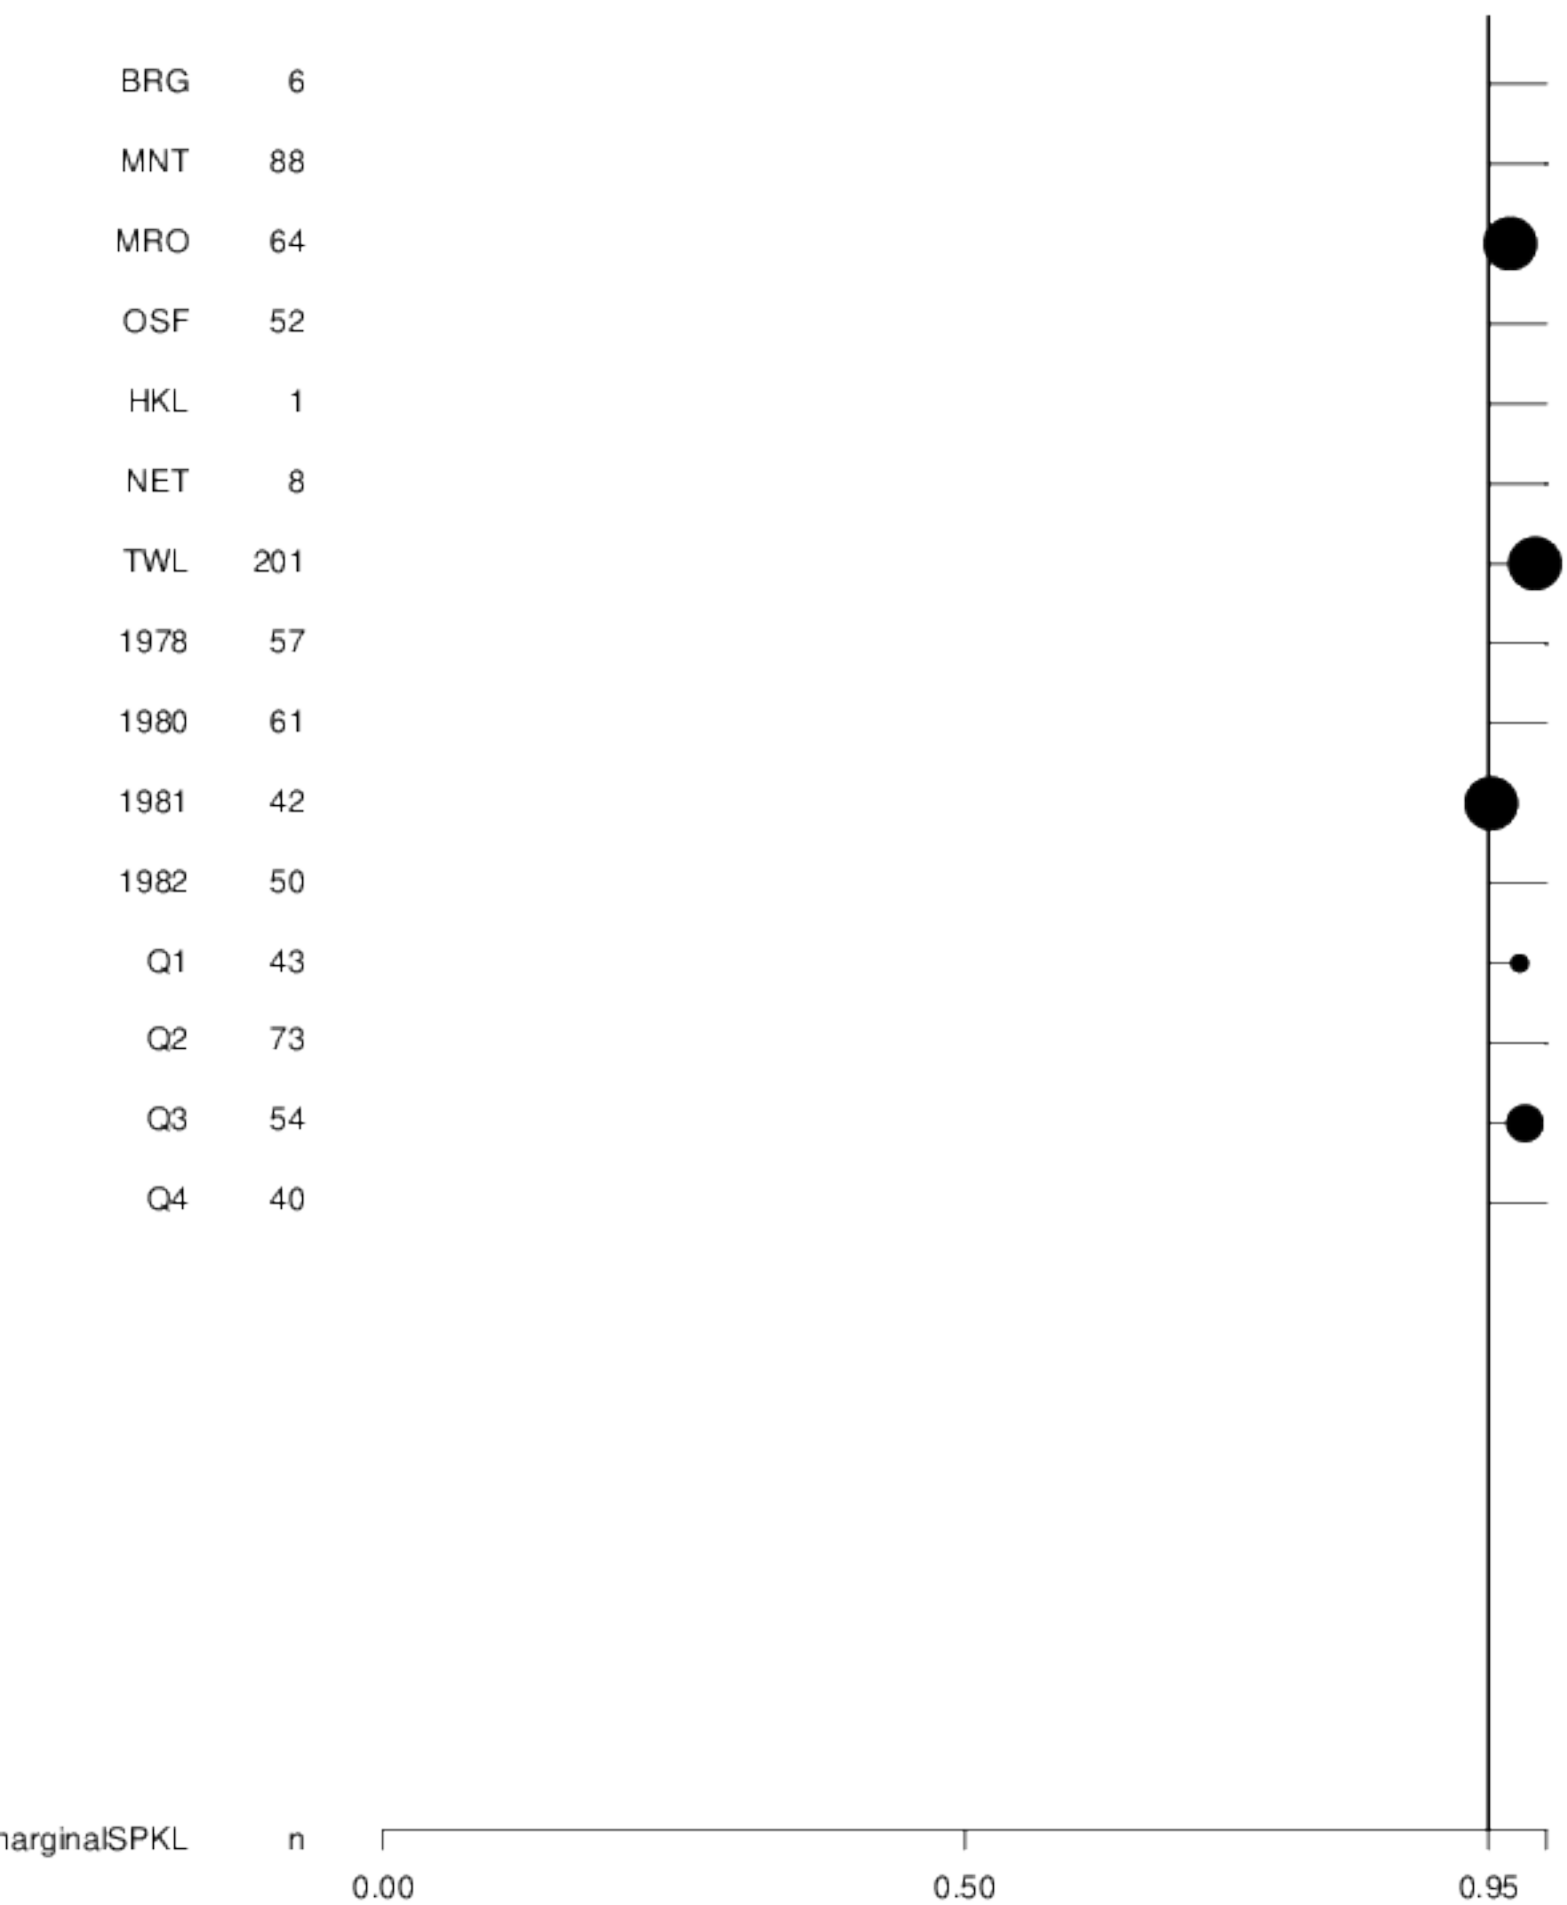 BRG 6
MNT 88
MRO 64
OSF 52
HKL 1
NET 8
TWL 201
1978 57
1980 61
1981 42
1982 50
Q1 43
Q2 73
Q3 54
Q4 40
arginalSPKL n
0.00 0.50 0.95